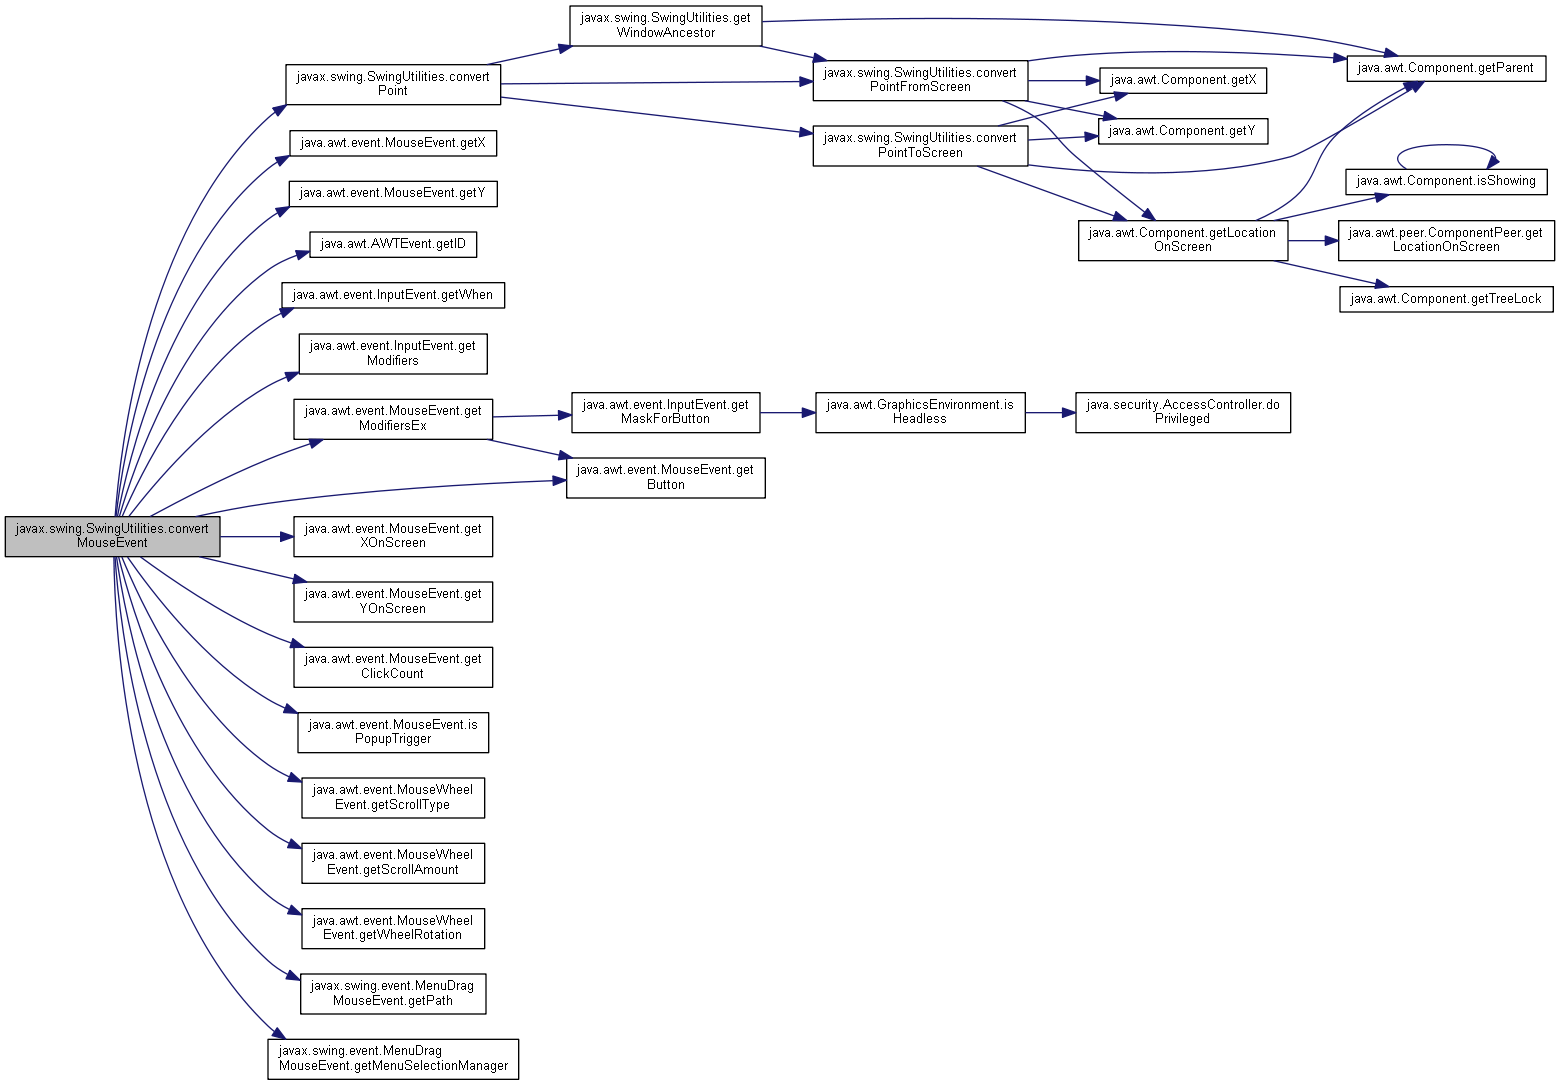 javax.swing.SwingUtilities.convert
MouseEvent
javax.swing.SwingUtilities.convert
Point
java.awt.event.MouseEvent.getX
java.awt.event.MouseEvent.getY
java.awt.AWTEvent.getID
java.awt.event.InputEvent.getWhen
java.awt.event.InputEvent.get
Modifiers
java.awt.event.MouseEvent.get
ModifiersEx
java.awt.event.MouseEvent.get
XOnScreen
java.awt.event.MouseEvent.get
YOnScreen
java.awt.event.MouseEvent.get
ClickCount
java.awt.event.MouseEvent.is
PopupTrigger
java.awt.event.MouseWheel
Event.getScrollType
java.awt.event.MouseWheel
Event.getScrollAmount
java.awt.event.MouseWheel
Event.getWheelRotation
javax.swing.event.MenuDrag
MouseEvent.getPath
javax.swing.event.MenuDrag
MouseEvent.getMenuSelectionManager
javax.swing.SwingUtilities.get
WindowAncestor
java.awt.event.InputEvent.get
MaskForButton
java.awt.event.MouseEvent.get
Button
javax.swing.SwingUtilities.convert
PointFromScreen
javax.swing.SwingUtilities.convert
PointToScreen
java.awt.GraphicsEnvironment.is
Headless
java.awt.Component.getX
java.awt.Component.getY
java.awt.Component.getLocation
OnScreen
java.security.AccessController.do
Privileged
java.awt.Component.getParent
java.awt.Component.isShowing
java.awt.peer.ComponentPeer.get
LocationOnScreen
java.awt.Component.getTreeLock